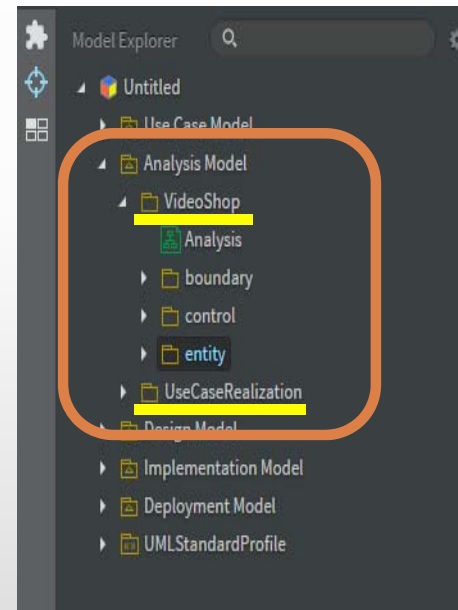 Model Explorer
Untitled
Use Case Model
Analysis Model
VideoShop
Analysis
boundary
control
entity
UseCaseRealization
Design Model
Implementation Model
Deployment Model
UMLStandardProfile